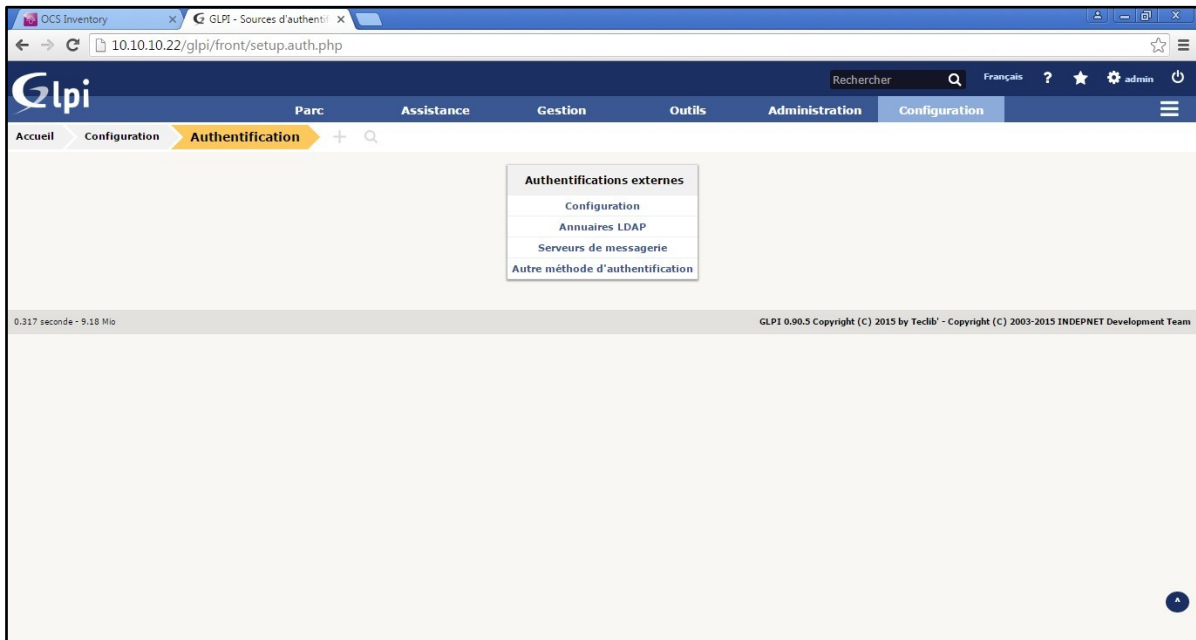 OCS Inventory
GLPI - Sources d'authentif
10.10.10.22/glpi/front/setup.auth.php
Glpi
Rechercher
Français
?
admin
Parc
Assistance
Gestion
Outils
Administration
Configuration
Accueil
Configuration
Authentification
Authentifications externes
Configuration
Annuaires LDAP
Serveurs de messagerie
Autre méthode d'authentification
0.317 seconde - 9.18 Mio
GLPI 0.90.5 Copyright (C) 2015 by Teclib' - Copyright (C) 2003-2015 INDEPNET Development Team